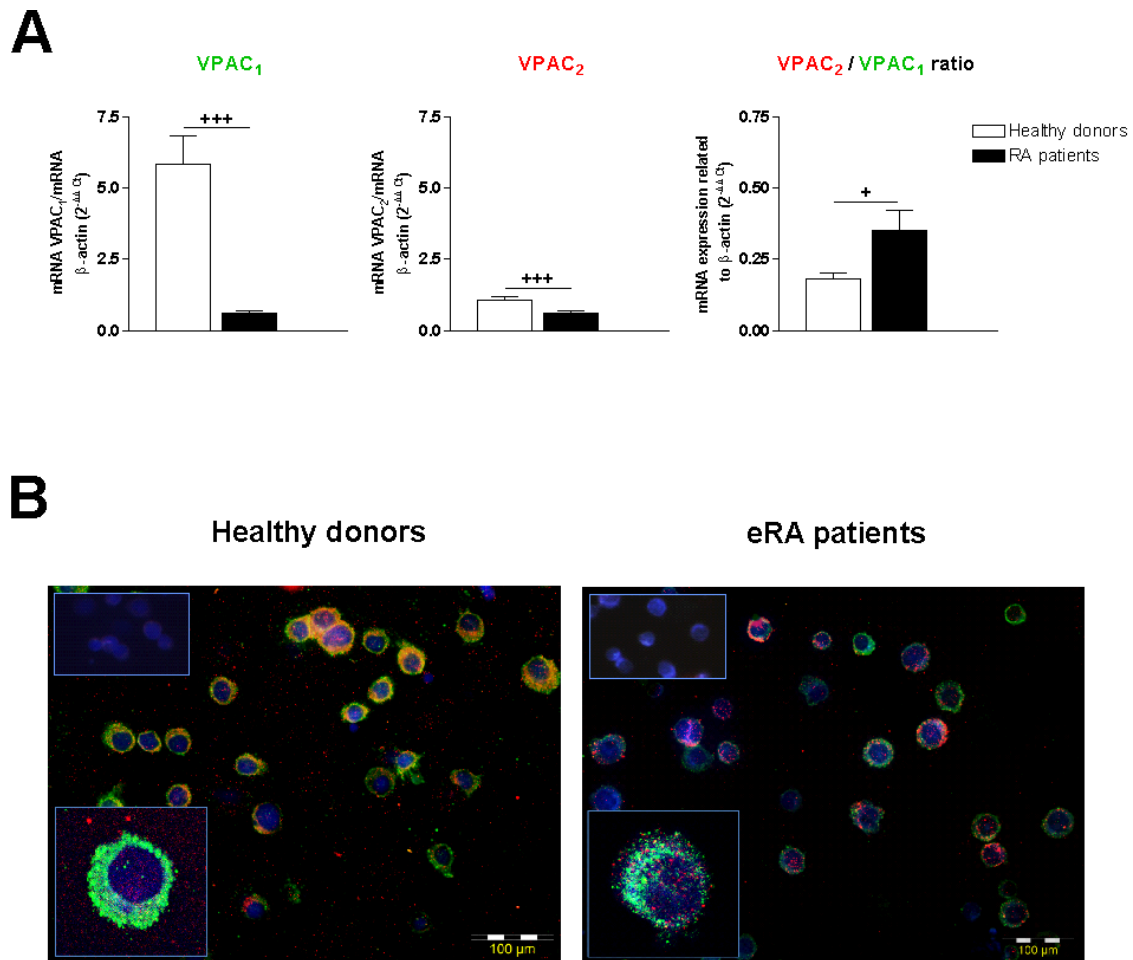 A
VPAC1
VPAC2
VPAC2 / VPAC1 ratio
mRNA VPAC1/mRNA
β-actin (2-ΔΔ Ct)
7.5
5.0
2.5
0.0
+++
mRNA VPAC2/mRNA
β-actin (2-ΔΔ Ct)
7.5
5.0
2.5
0.0
+++
mRNA expression related
to β-actin (2-ΔΔ Ct)
0.75
0.50
0.25
0.00
+
Healthy donors
RA patients
B
Healthy donors
eRA patients
100 µm
100 µm